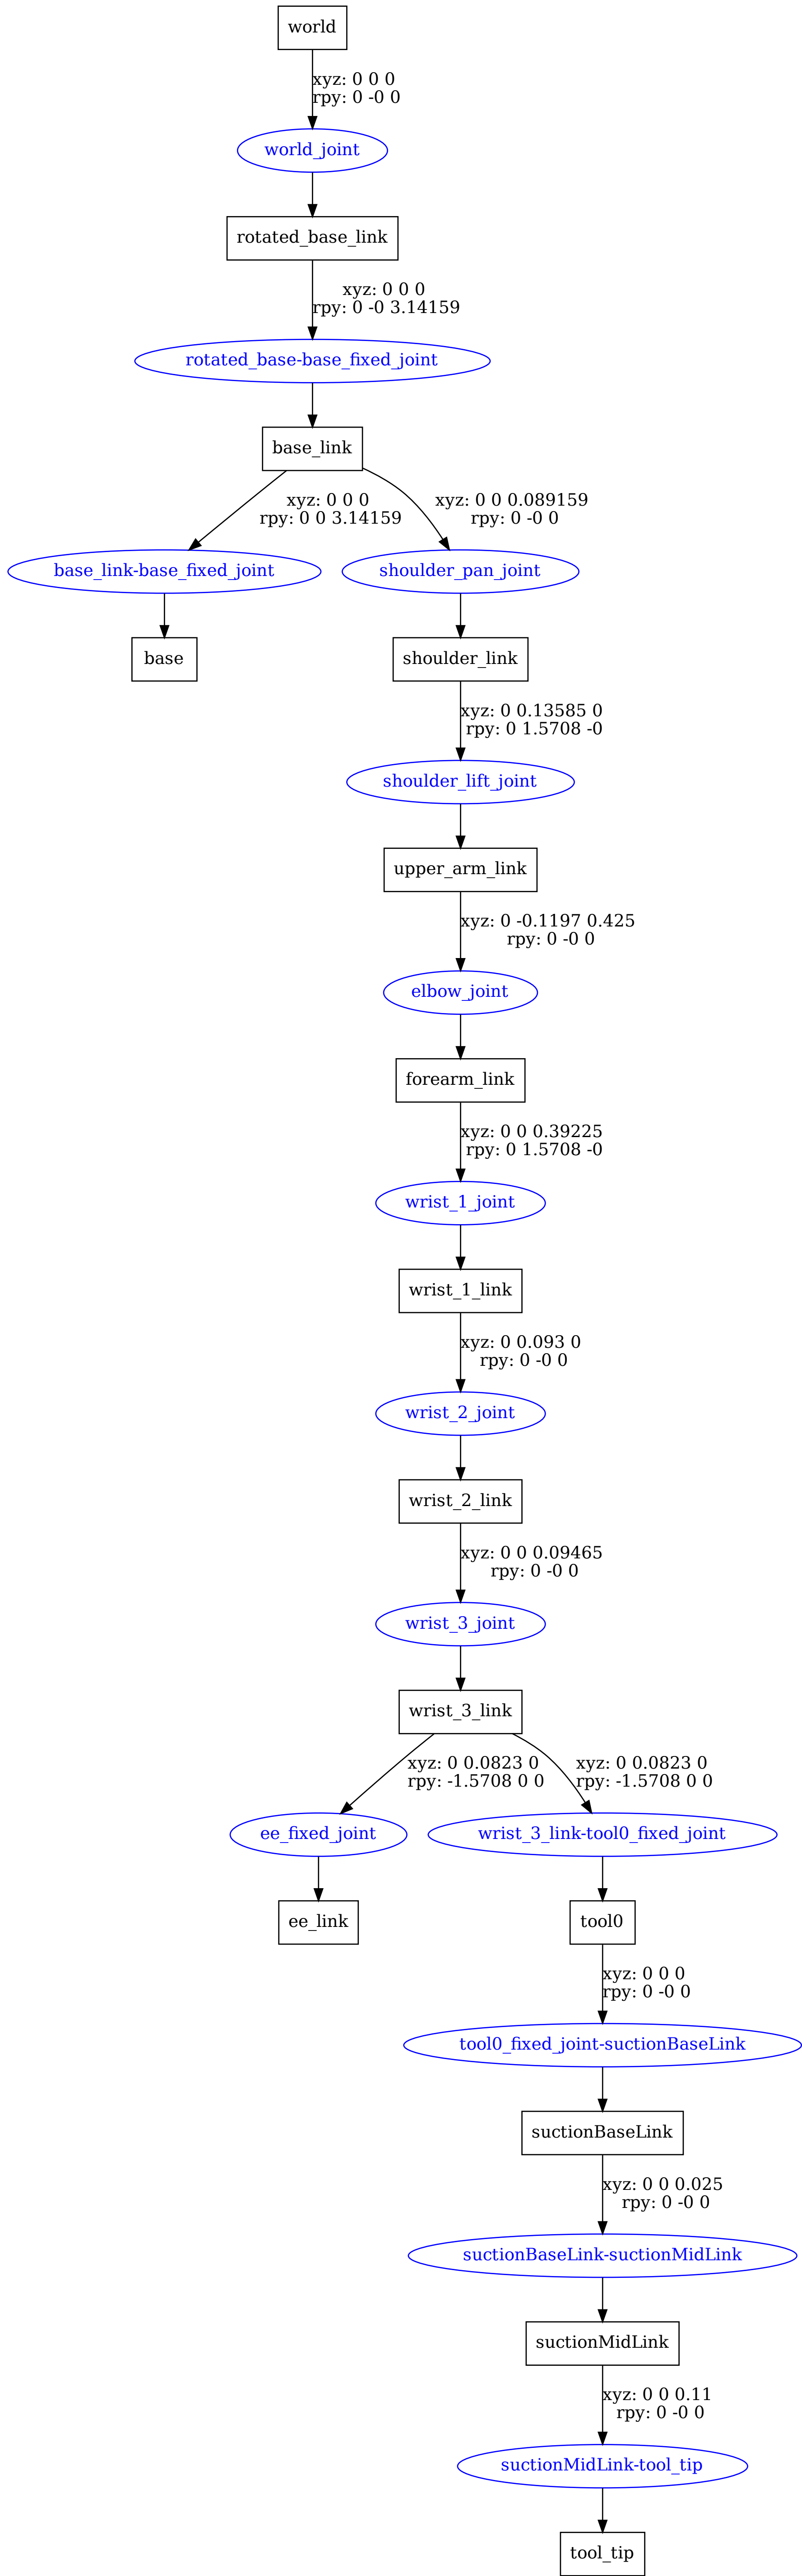 world
xyz: 0 0 0
rpy: 0 -0 0
world_joint
rotated_base_link
xyz: 0 0 0
rpy: 0 -0 3.14159
rotated_base-base_fixed_joint
base_link
xyz: 0 0 0
rpy: 0 0 3.14159
xyz: 0 0 0.089159
rpy: 0 -0 0
base_link-base_fixed_joint
shoulder_pan_joint
base
shoulder_link
xyz: 0 0.13585 0
rpy: 0 1.5708 -0
shoulder_lift_joint
upper_arm_link
xyz: 0 -0.1197 0.425
rpy: 0 -0 0
elbow_joint
forearm_link
xyz: 0 0 0.39225
rpy: 0 1.5708 -0
wrist_1_joint
wrist_1_link
xyz: 0 0.093 0
rpy: 0 -0 0
wrist_2_joint
wrist_2_link
xyz: 0 0 0.09465
rpy: 0 -0 0
wrist_3_joint
wrist_3_link
xyz: 0 0.0823 0
rpy: -1.5708 0 0
xyz: 0 0.0823 0
rpy: -1.5708 0 0
ee_fixed_joint
wrist_3_link-tool0_fixed_joint
ee_link
tool0
xyz: 0 0 0
rpy: 0 -0 0
tool0_fixed_joint-suctionBaseLink
suctionBaseLink
xyz: 0 0 0.025
rpy: 0 -0 0
suctionBaseLink-suctionMidLink
suctionMidLink
xyz: 0 0 0.11
rpy: 0 -0 0
suctionMidLink-tool_tip
tool_tip